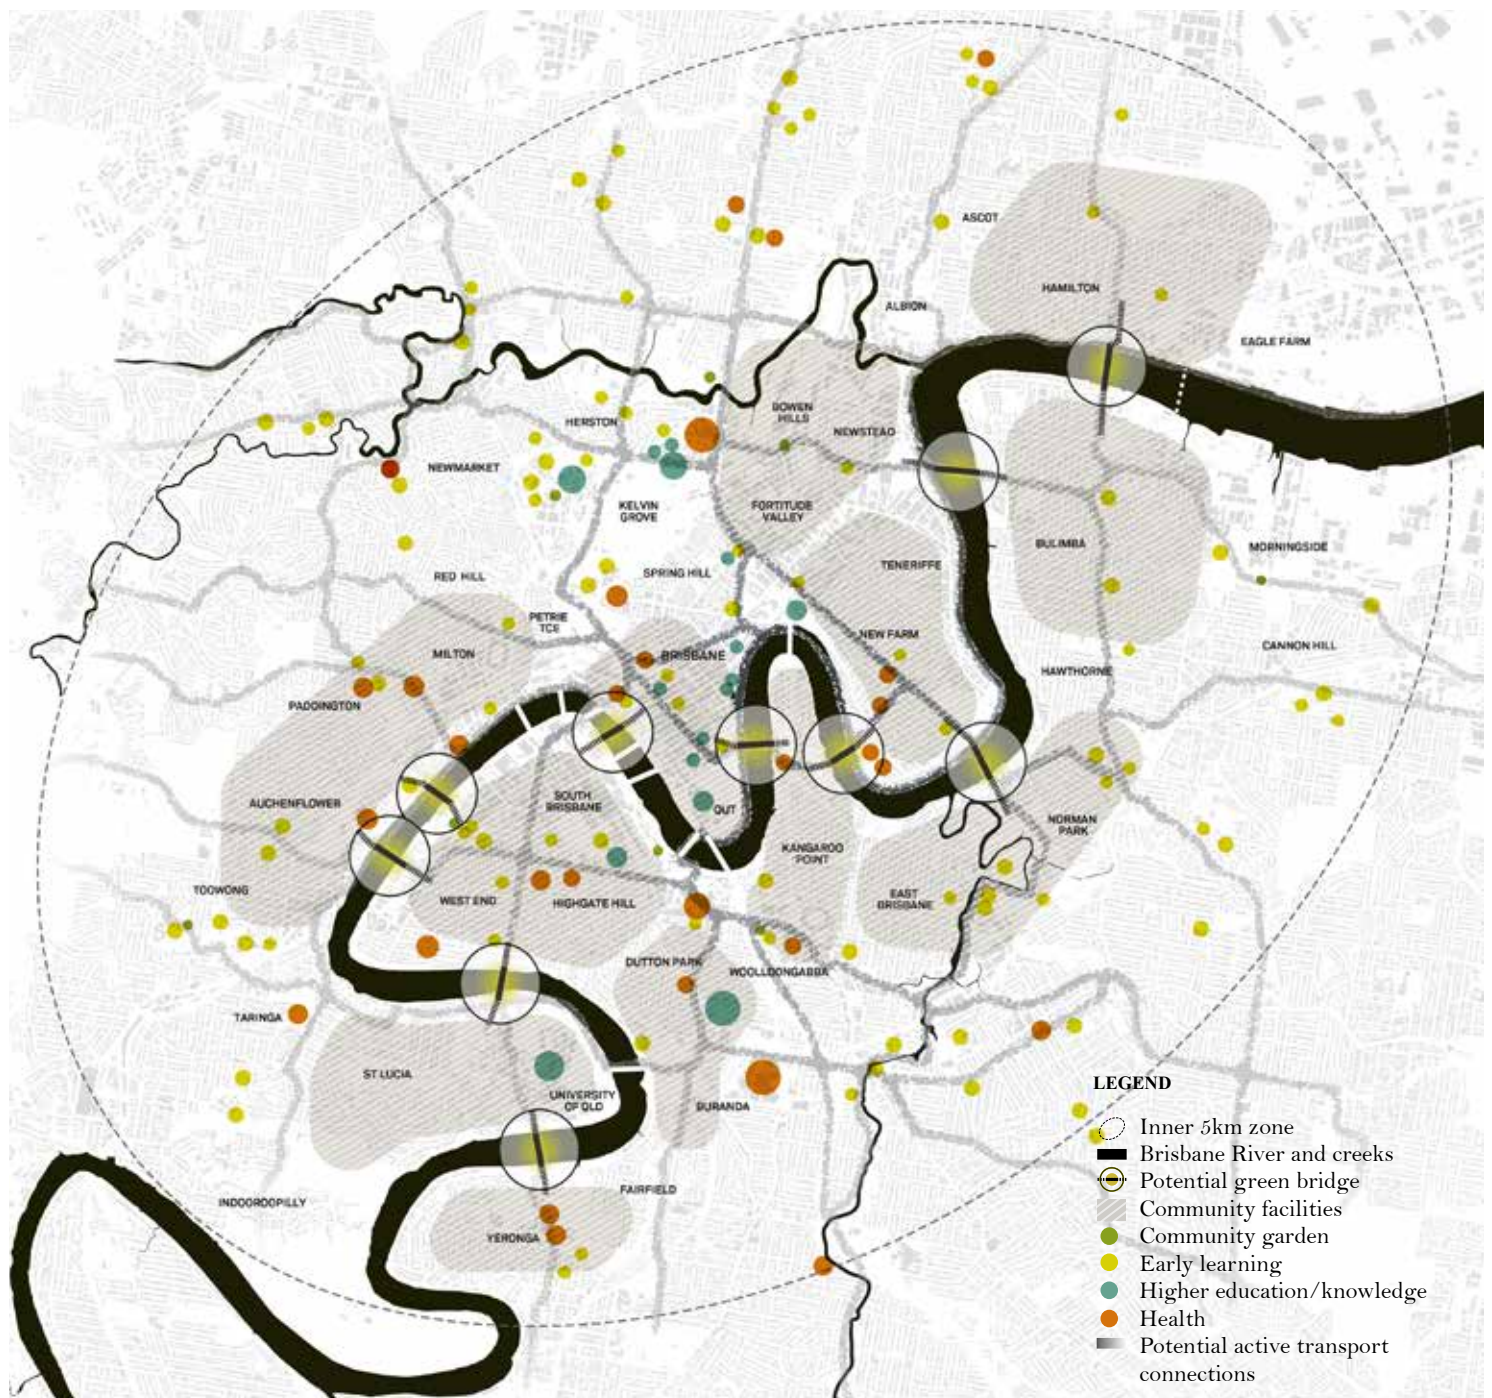 ASCOT
HAMILTON
ALBION
EAGLE FARM
BOWEN
HILLS
HERSTON
NEWSTEAD
NEWMARKET
KELVIN
GROVE
FORTITUDE
VALLEY
BULIMBA
MORNINGSIDE
TENERIFFE
SPRING HILL
RED HILL
PETRIE
TCE
NEW FARM
CANNON HILL
MILTON
BRISBANE
HAWTHORNE
PADDINGTON
AUCHENFLOWER
SOUTH
BRISBANE
QUT
NORMAN
PARK
KANGAROO
POINT
TOOWONG
WEST END
HIGHGATE HILL
EAST
BRISBANE
DUTTON PARK
WOOLLOONGABBA
TARINGA
ST LUCIA
UNIVERSITY
OF QLD
BURANDA
INDOOROOPILLY
FAIRFIELD
YERONGA
LEGEND
Inner 5km zone
Brisbane River and creeks
Potential green bridge
Community facilities
Community garden
Early learning
Higher education/knowledge
Health
Potential active transport
connections